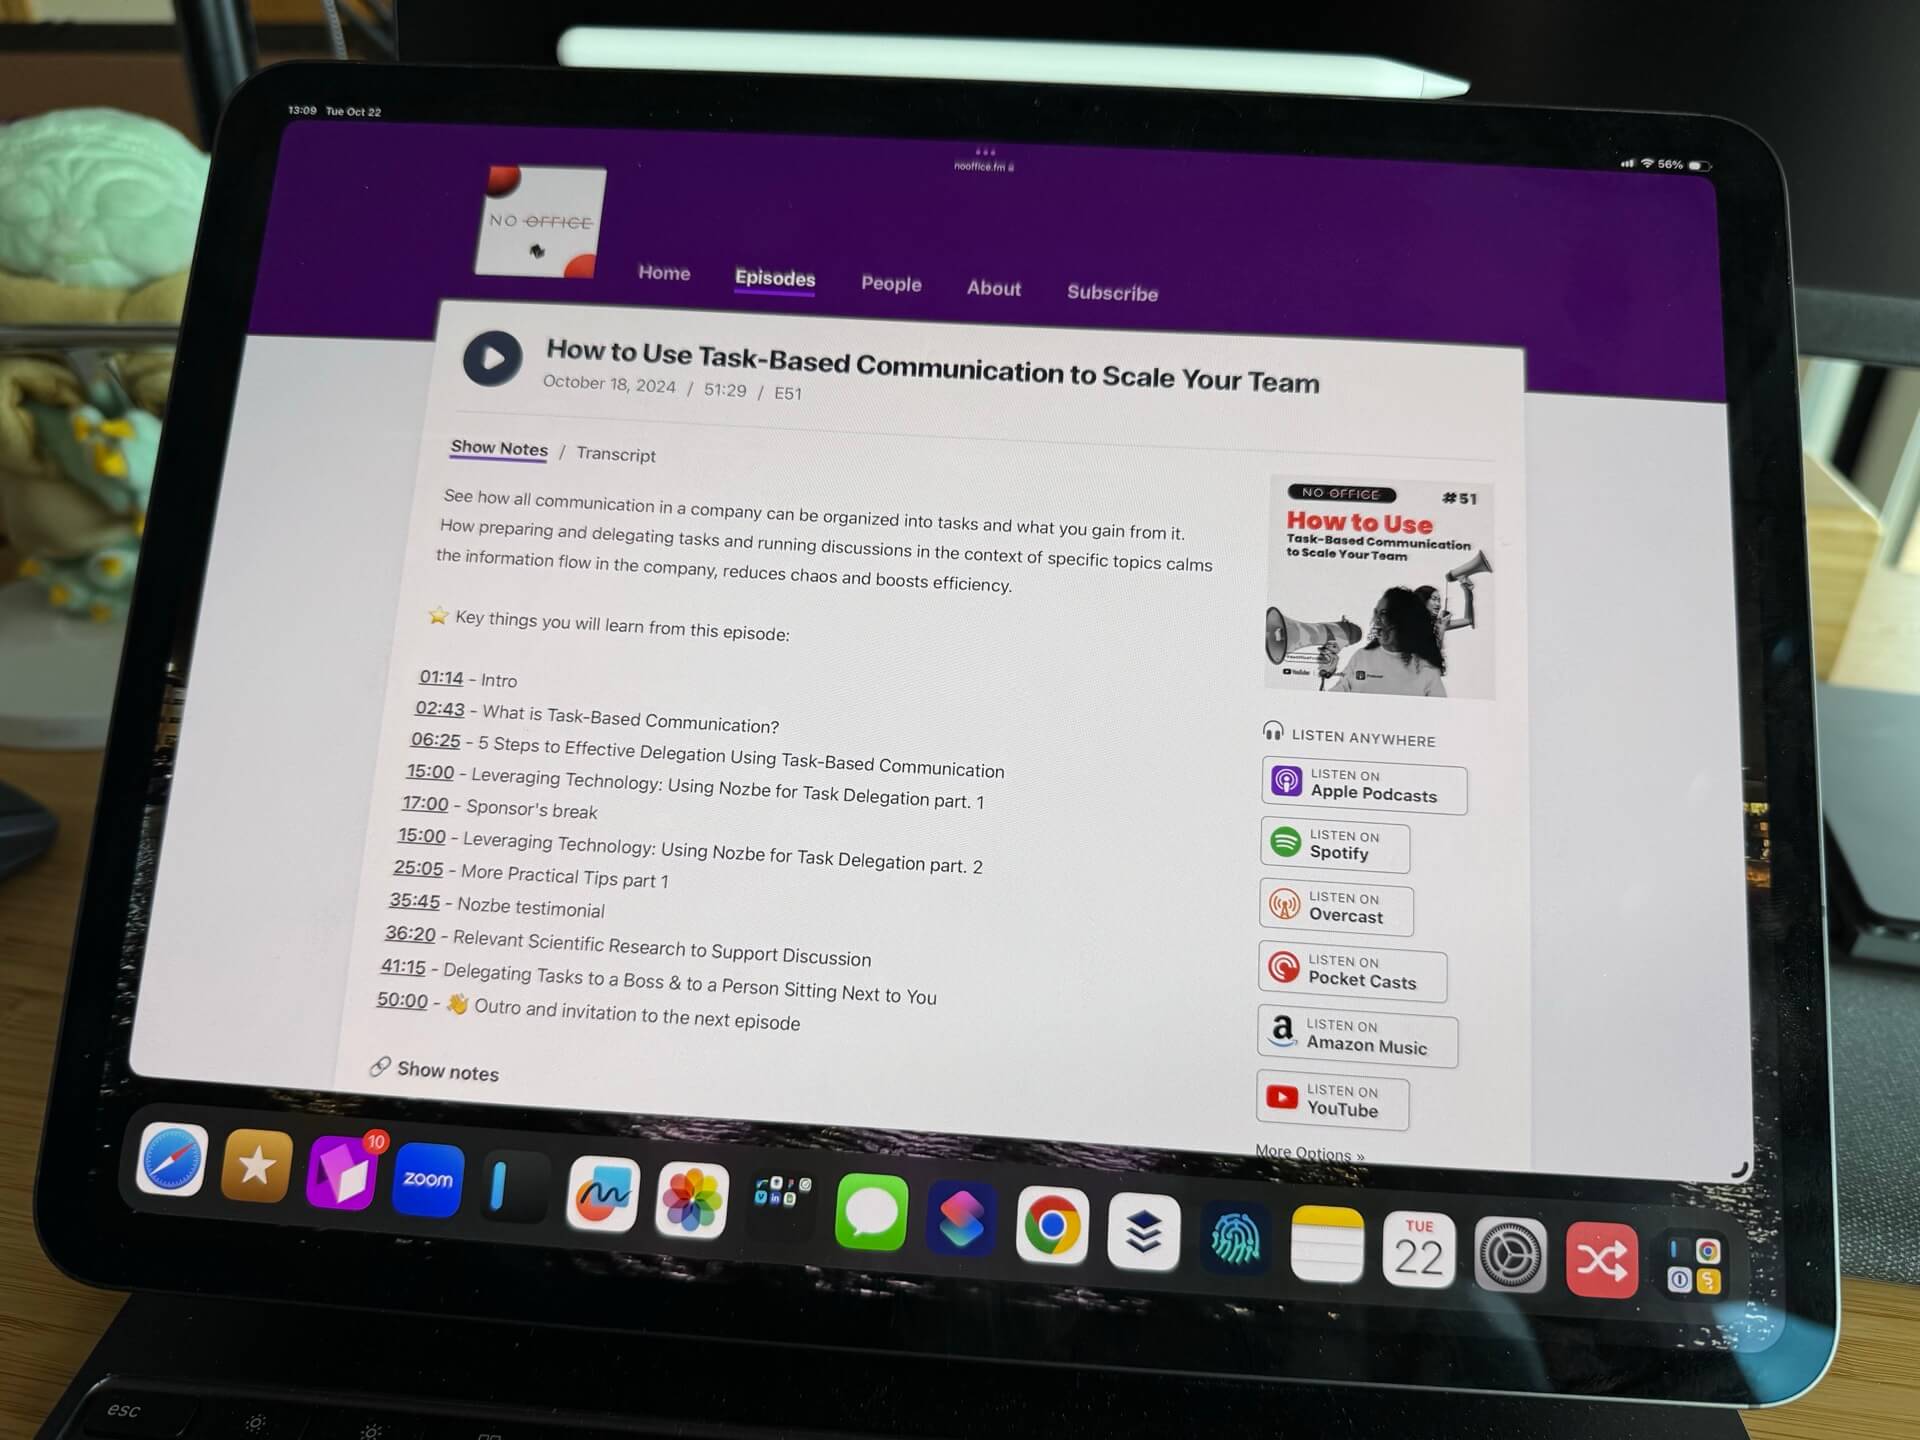 13:09 Tue Oct 22
nooffice.fm
56%
NO OFFICE
Home Episodes People About Subscribe
How to Use Task-Based Communication to Scale Your Team
October 18, 2024 / 51:29 / E51
Show Notes / Transcript
See how all communication in a company can be organized into tasks and what you gain from it.
How preparing and delegating tasks and running discussions in the context of specific topics calms
the information flow in the company, reduces chaos and boosts efficiency.
⭐ Key things you will learn from this episode:
01:14 - Intro
02:43 - What is Task-Based Communication?
06:25 - 5 Steps to Effective Delegation Using Task-Based Communication
15:00 - Leveraging Technology: Using Nozbe for Task Delegation part. 1
17:00 - Sponsor's break
15:00 - Leveraging Technology: Using Nozbe for Task Delegation part. 2
25:05 - More Practical Tips part 1
35:45 - Nozbe testimonial
36:20 - Relevant Scientific Research to Support Discussion
41:15 - Delegating Tasks to a Boss & to a Person Sitting Next to You
50:00 - 👋 Outro and invitation to the next episode
Show notes
NO OFFICE #51
How to Use
Task-Based Communication
to Scale Your Team
YouTube
LISTEN ANYWHERE
LISTEN ON
Apple Podcasts
LISTEN ON
Spotify
LISTEN ON
Overcast
LISTEN ON
Pocket Casts
a
LISTEN ON
Amazon Music
LISTEN ON
YouTube
More Options »
10
zoom
in
TUE
22
esc